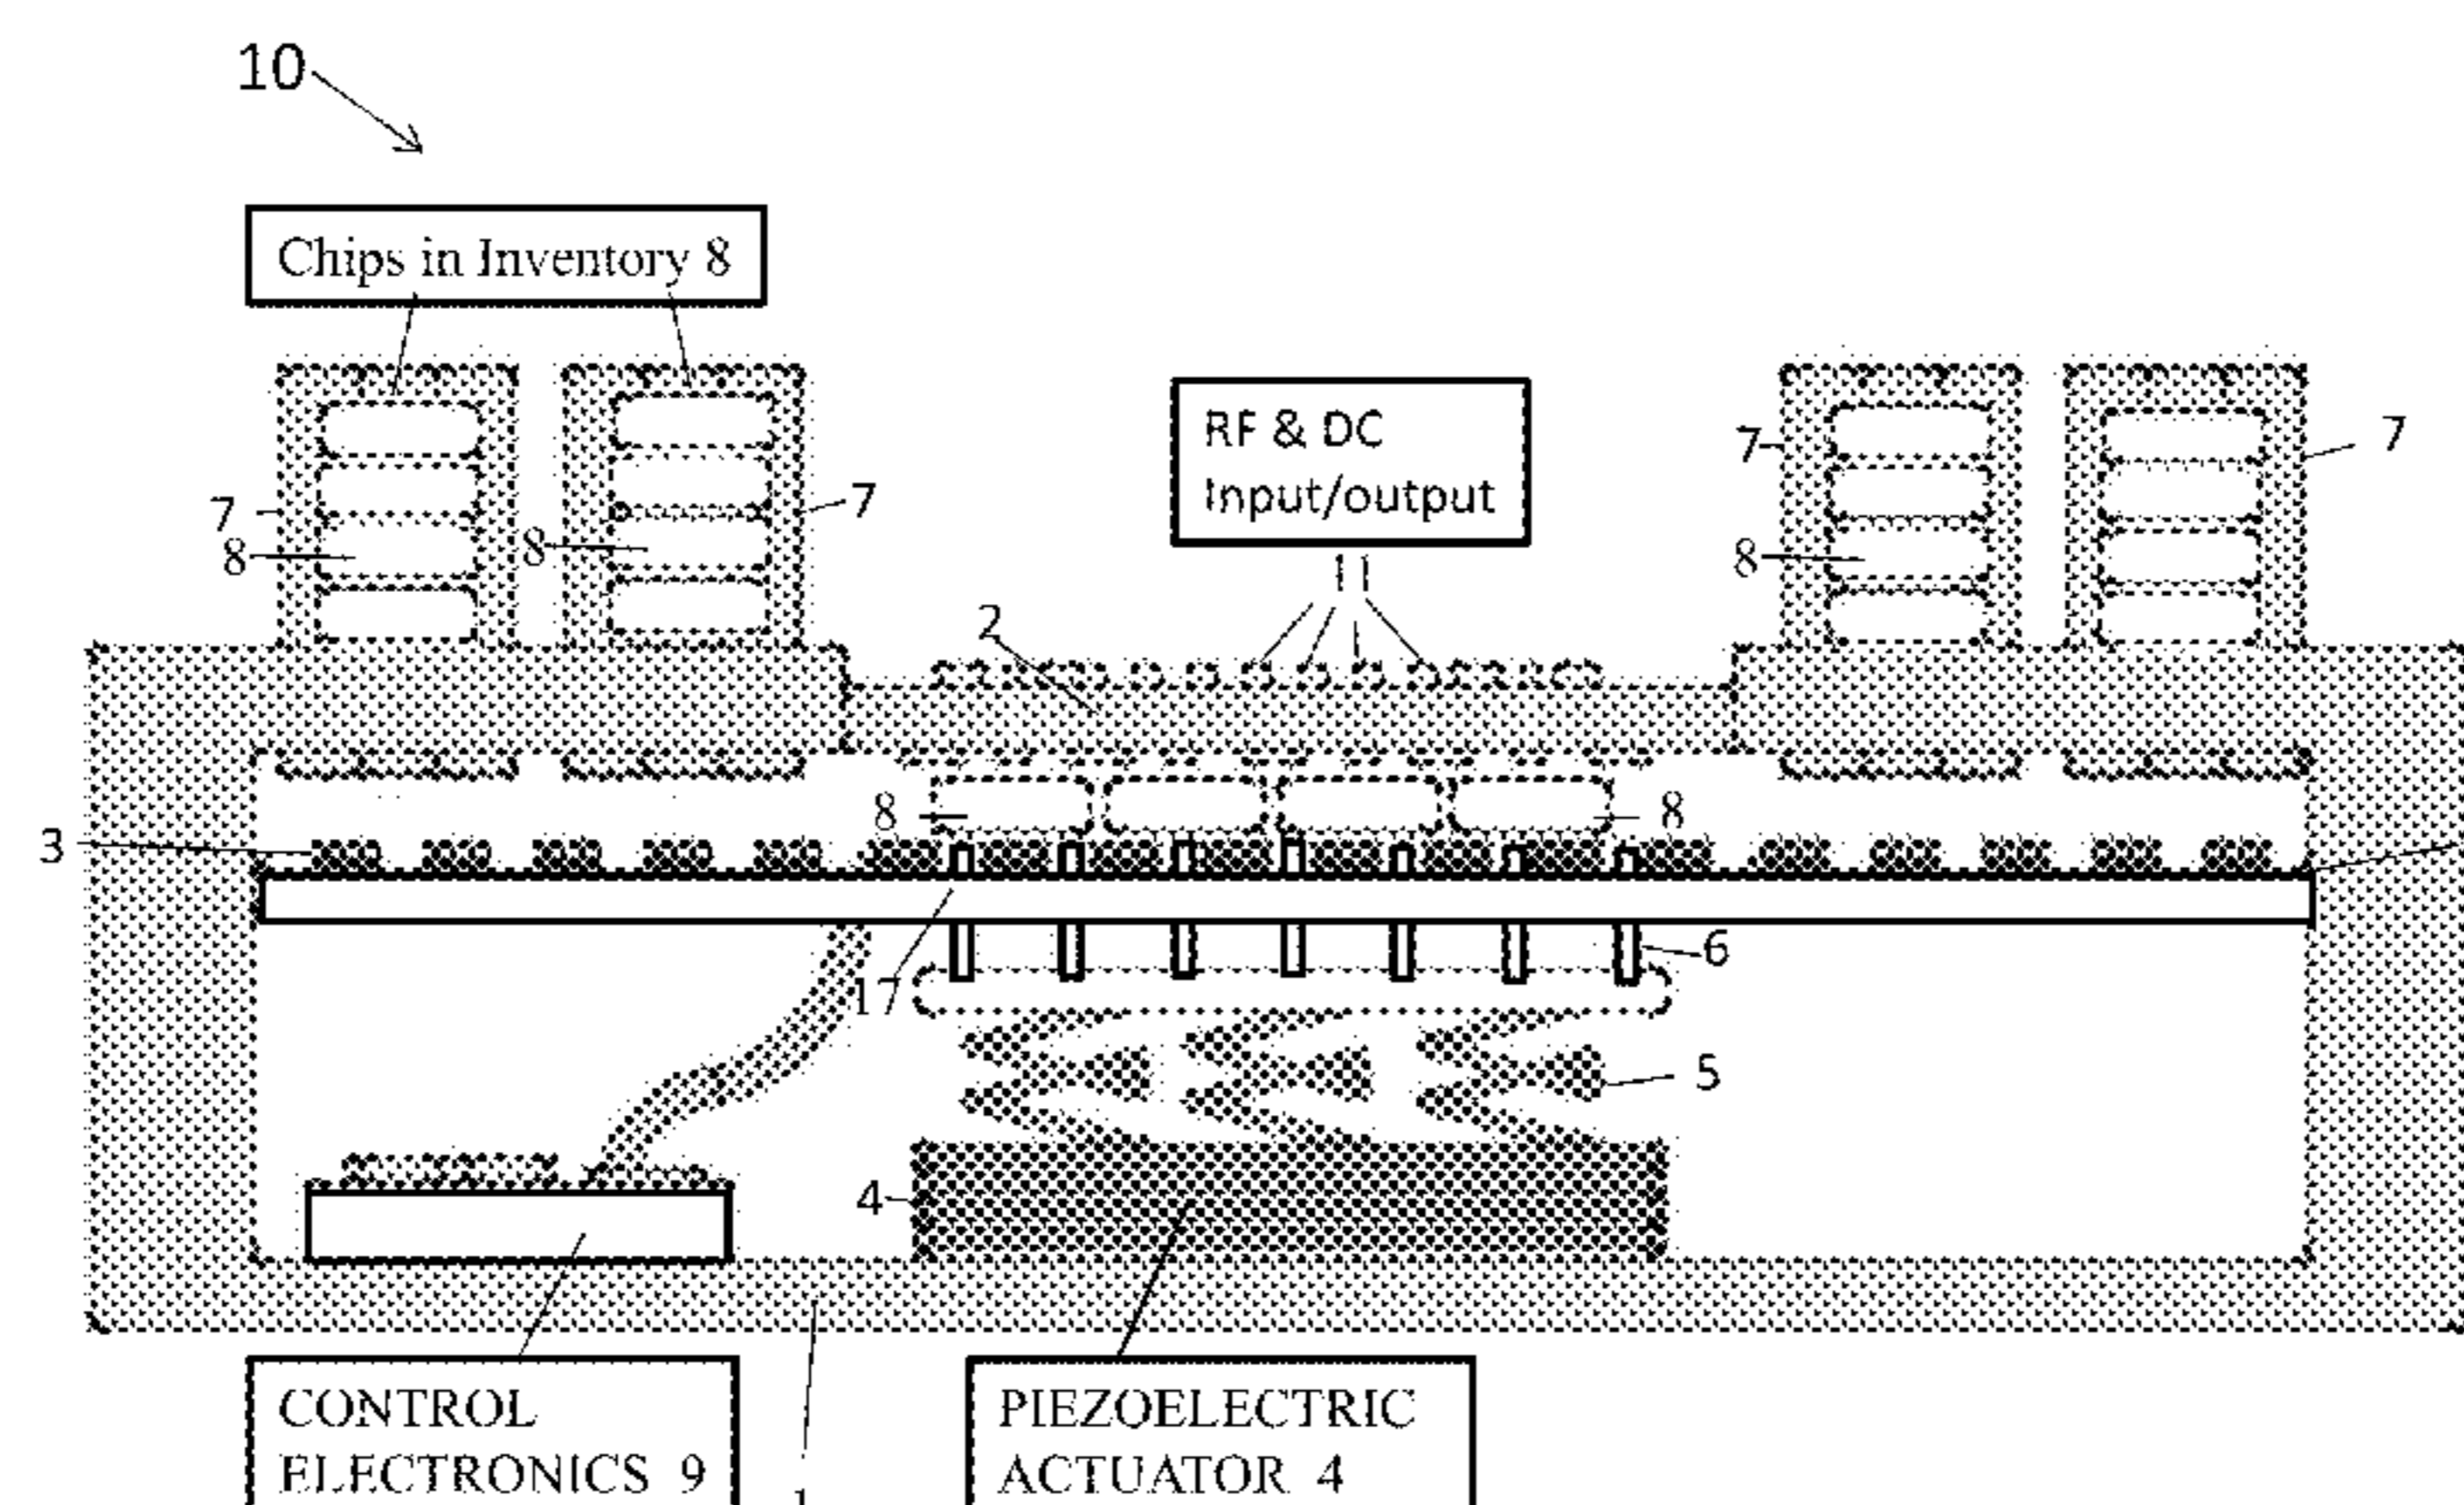 10
Chips in Inventory 8
RF & DC
Input/output
7
7
7
7
8
8
8
11
2
8
8
3
17
6
5
4
CONTROL
ELECTRONICS 9
1
PIEZOELECTRIC
ACTUATOR 4